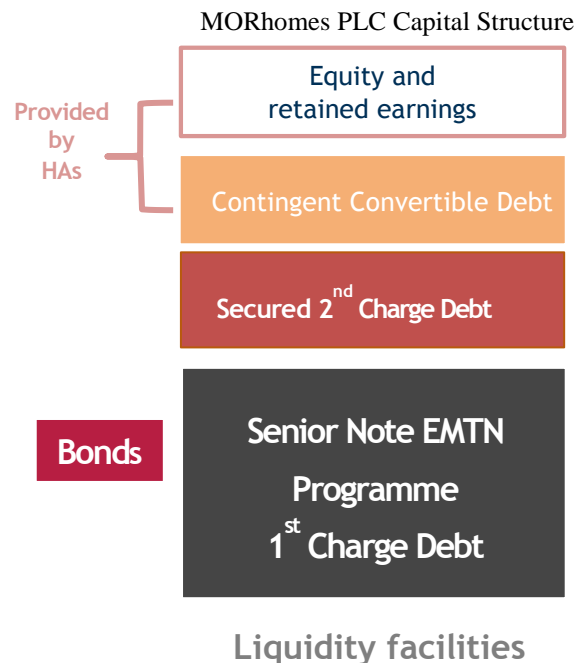 MORhomes PLC Capital Structure
Equity and
retained earnings
Provided
by
HAs
Contingent Convertible Debt
Secured 2nd Charge Debt
Bonds
Senior Note EMTN
Programme
1st Charge Debt
Liquidity facilities